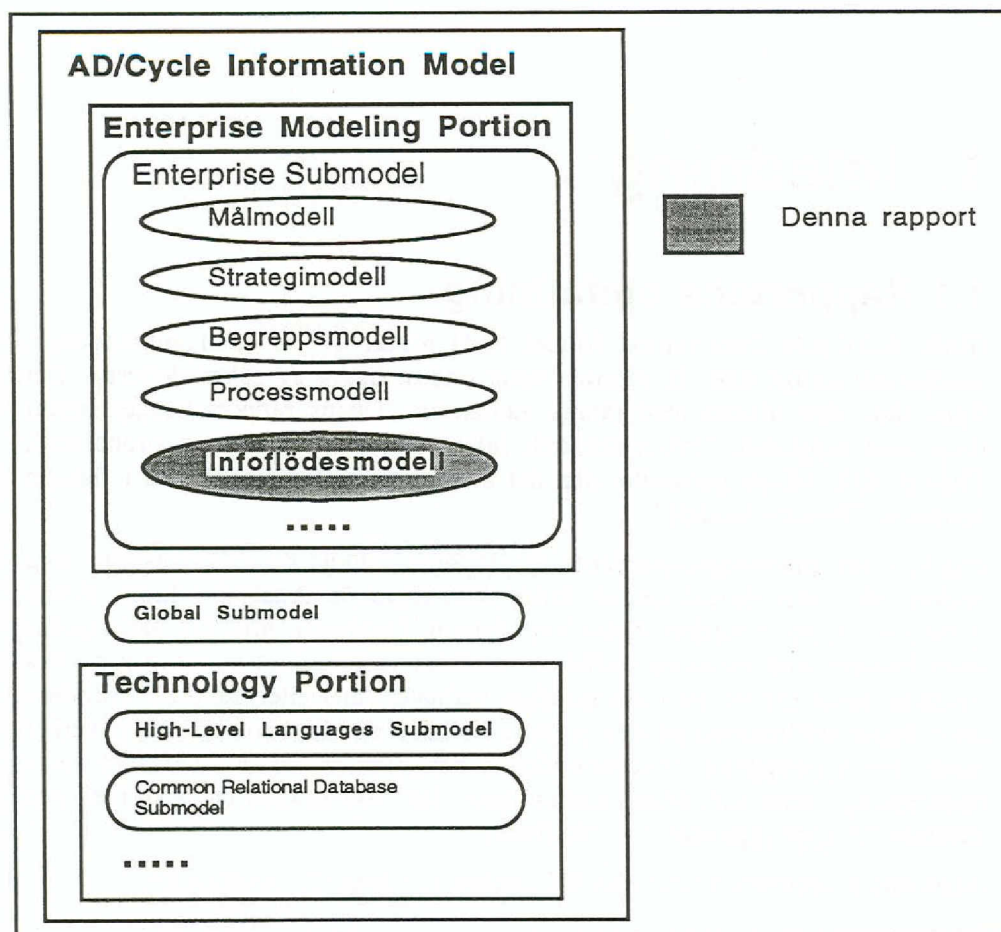 AD/Cycle Information Model
Enterprise Modeling Portion
Enterprise Submodel
Målmodell
Strategimodell
Begreppsmodell
Processmodell
Infoflödesmodell
.....
Denna rapport
Global Submodel
Technology Portion
High-Level Languages Submodel
Common Relational Database
Submodel
.....